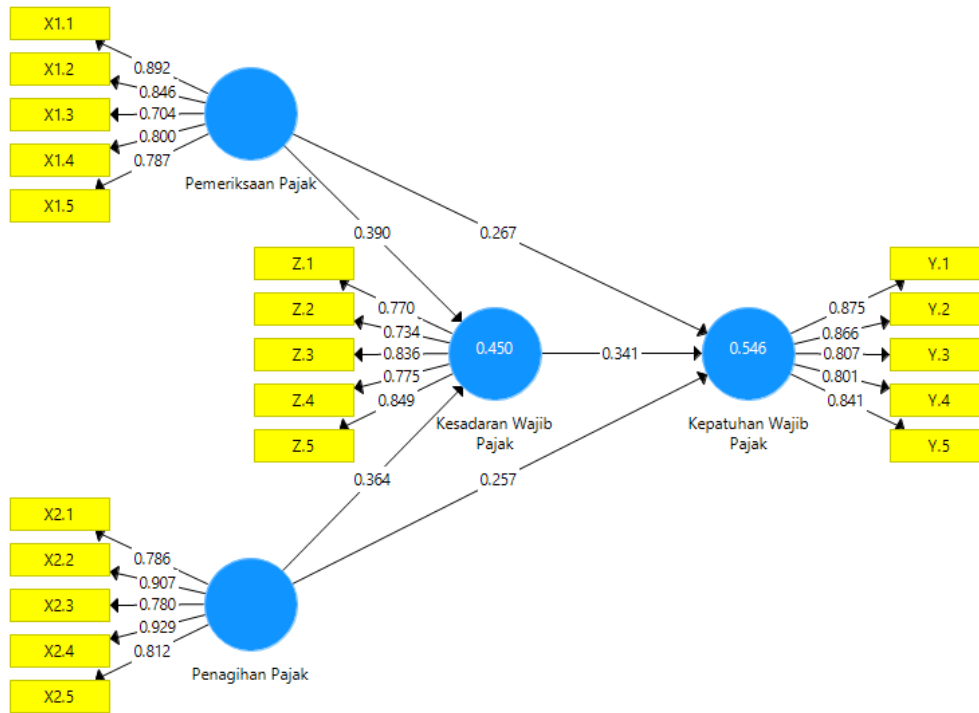 X1.1
X1.2
X1.3
X1.4
X1.5
0.892
0.846
0.704
0.800
0.787
Pemeriksaan Pajak
0.390
0.267
Z.1
Z.2
Z.3
Z.4
Z.5
0.770
0.734
0.836
0.775
0.849
0.450
Kesadaran Wajib
Pajak
0.341
0.546
Kepatuhan Wajib
Pajak
0.875
0.866
0.807
0.801
0.841
Y.1
Y.2
Y.3
Y.4
Y.5
0.364
0.257
X2.1
X2.2
X2.3
X2.4
X2.5
0.786
0.907
0.780
0.929
0.812
Penagihan Pajak